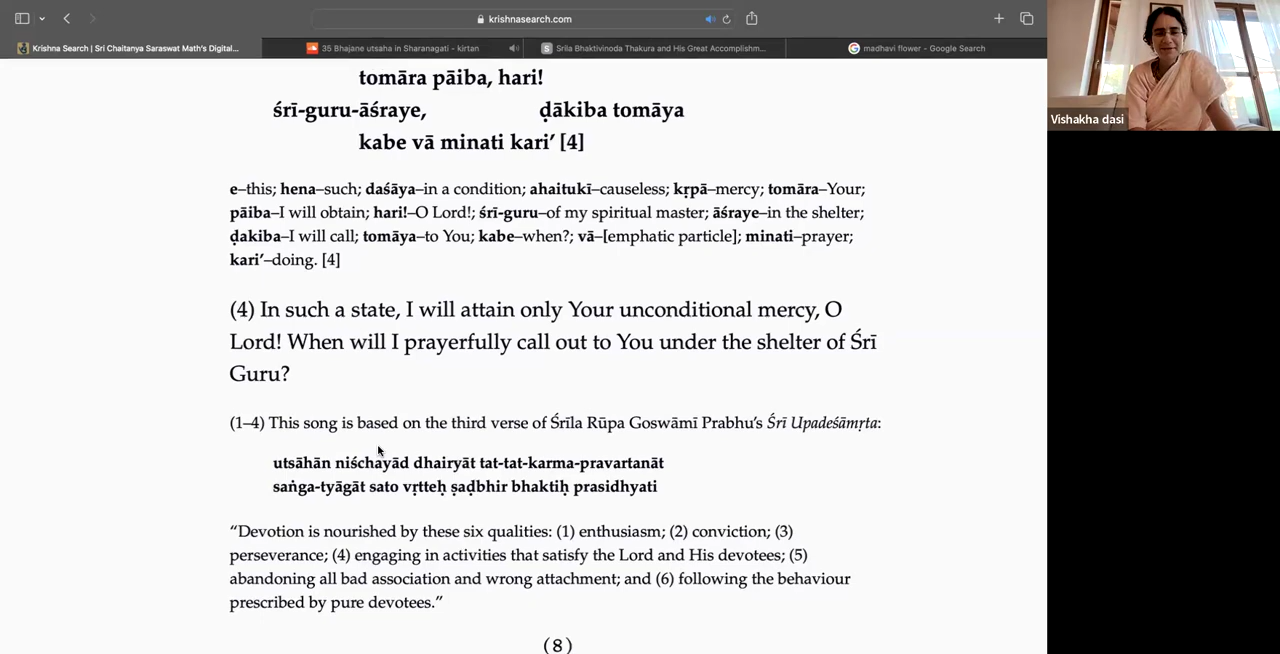 krishnasearch.com
Krishna Search | Sri Chaitanya Saraswat Math's Digital...
35 Bhajane utsaha in Sharanagati - kirtan
S Srila Bhaktivinoda Thakura and His Great Accomplishm...
madhavi flower - Google Search
Vishakha dasi
tomāra pāiba, hari!
śrī-guru-āśraye, ḍākiba tomāya
kabe vā minati kari’ [4]
e–this; hena–such; daśāya–in a condition; ahaitukī–causeless; kṛpā–mercy; tomāra–Your;
pāiba–I will obtain; hari!–O Lord!; śrī-guru–of my spiritual master; āśraye–in the shelter;
ḍakiba–I will call; tomāya–to You; kabe–when?; vā–[emphatic particle]; minati–prayer;
kari’–doing. [4]
(4) In such a state, I will attain only Your unconditional mercy, O
Lord! When will I prayerfully call out to You under the shelter of Śrī
Guru?
(1–4) This song is based on the third verse of Śrīla Rūpa Goswāmī Prabhu’s Śrī Upadeśāmṛta:
utsāhān niśchayād dhairyāt tat-tat-karma-pravartanāt
saṅga-tyāgāt sato vṛtteḥ ṣaḍbhir bhaktiḥ prasidhyati
“Devotion is nourished by these six qualities: (1) enthusiasm; (2) conviction; (3)
perseverance; (4) engaging in activities that satisfy the Lord and His devotees; (5)
abandoning all bad association and wrong attachment; and (6) following the behaviour
prescribed by pure devotees.”
(8)